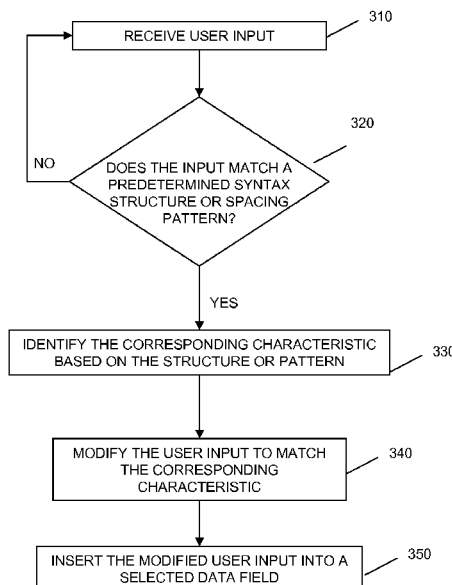 RECEIVE USER INPUT
310
320
DOES THE INPUT MATCH A
PREDETERMINED SYNTAX
STRUCTURE OR SPACING
PATTERN?
NO
YES
IDENTIFY THE CORRESPONDING CHARACTERISTIC
BASED ON THE STRUCTURE OR PATTERN
330
MODIFY THE USER INPUT TO MATCH
THE CORRESPONDING
CHARACTERISTIC
340
INSERT THE MODIFIED USER INPUT INTO A
SELECTED DATA FIELD
350